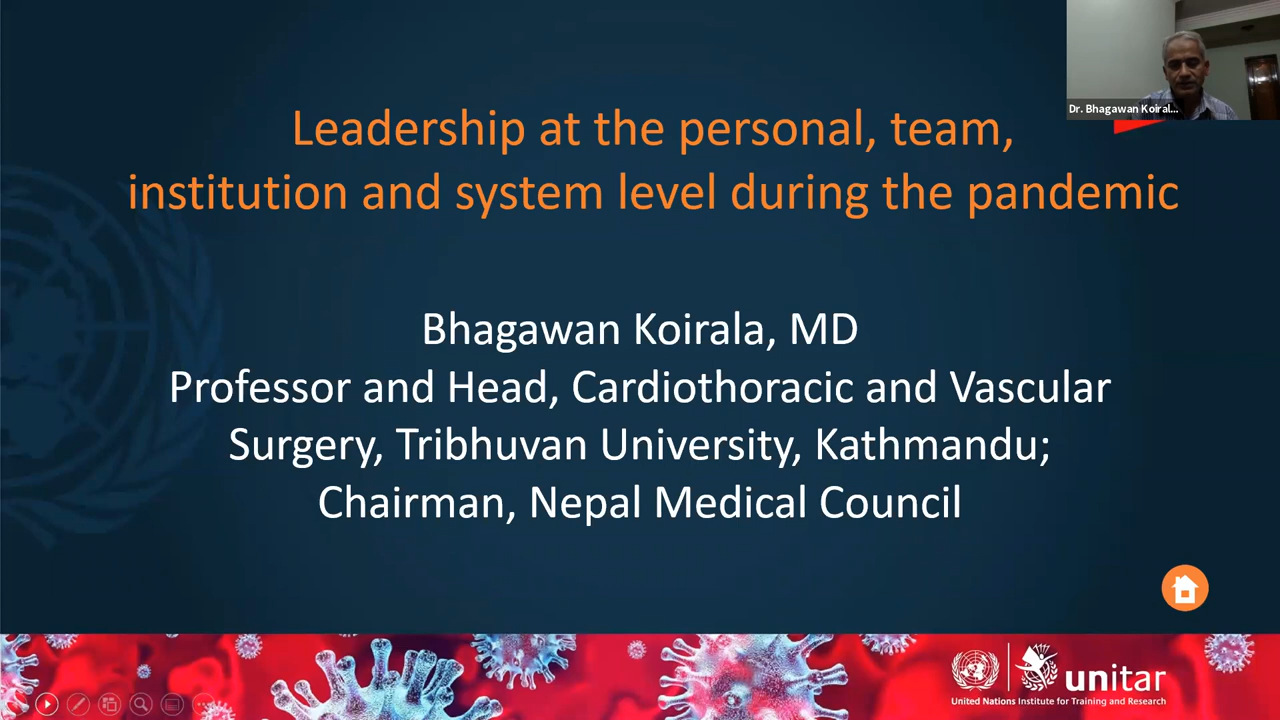 Dr. Bhagawan Koiral...
Leadership at the personal, team,
institution and system level during the pandemic
Bhagawan Koirala, MD
Professor and Head, Cardiothoracic and Vascular
Surgery, Tribhuvan University, Kathmandu;
Chairman, Nepal Medical Council
unitar
United Nations Institute for Training and Research